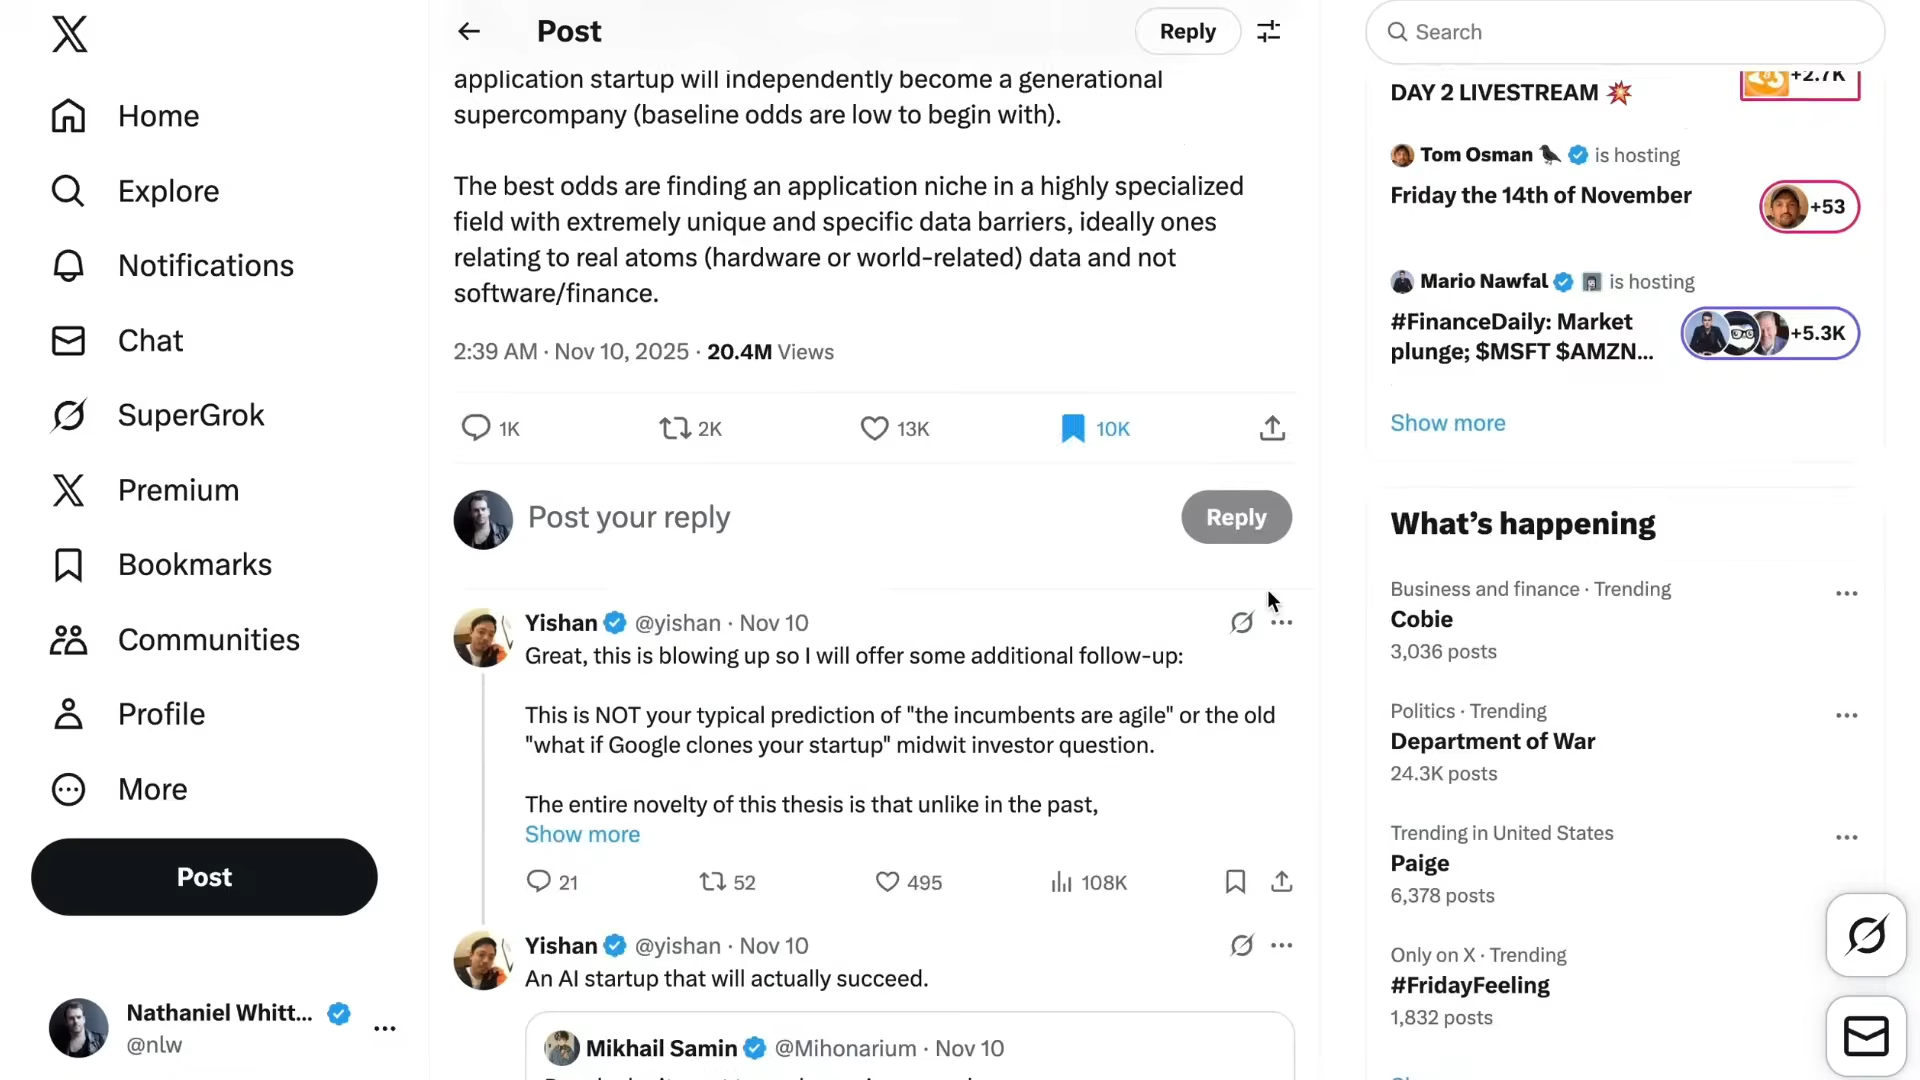 Home
Explore
Notifications
Chat
SuperGrok
Premium
Bookmarks
Communities
Profile
More
Post
Nathaniel Whitt...
@nlw
Post
Reply
application startup will independently become a generational
supercompany (baseline odds are low to begin with).
The best odds are finding an application niche in a highly specialized
field with extremely unique and specific data barriers, ideally ones
relating to real atoms (hardware or world-related) data and not
software/finance.
2:39 AM · Nov 10, 2025 · 20.4M Views
1K 2K 13K 10K
Post your reply
Reply
Yishan @yishan · Nov 10
Great, this is blowing up so I will offer some additional follow-up:
This is NOT your typical prediction of "the incumbents are agile" or the old
"what if Google clones your startup" midwit investor question.
The entire novelty of this thesis is that unlike in the past,
Show more
21 52 495 108K
Yishan @yishan · Nov 10
An AI startup that will actually succeed.
Mikhail Samin @Mihonarium · Nov 10
Search
DAY 2 LIVESTREAM 💥
+2.7K
Tom Osman is hosting
Friday the 14th of November
+53
Mario Nawfal is hosting
#FinanceDaily: Market
plunge; $MSFT $AMZN...
+5.3K
Show more
What's happening
Business and finance · Trending
Cobie
3,036 posts
Politics · Trending
Department of War
24.3K posts
Trending in United States
Paige
6,378 posts
Only on X · Trending
#FridayFeeling
1,832 posts